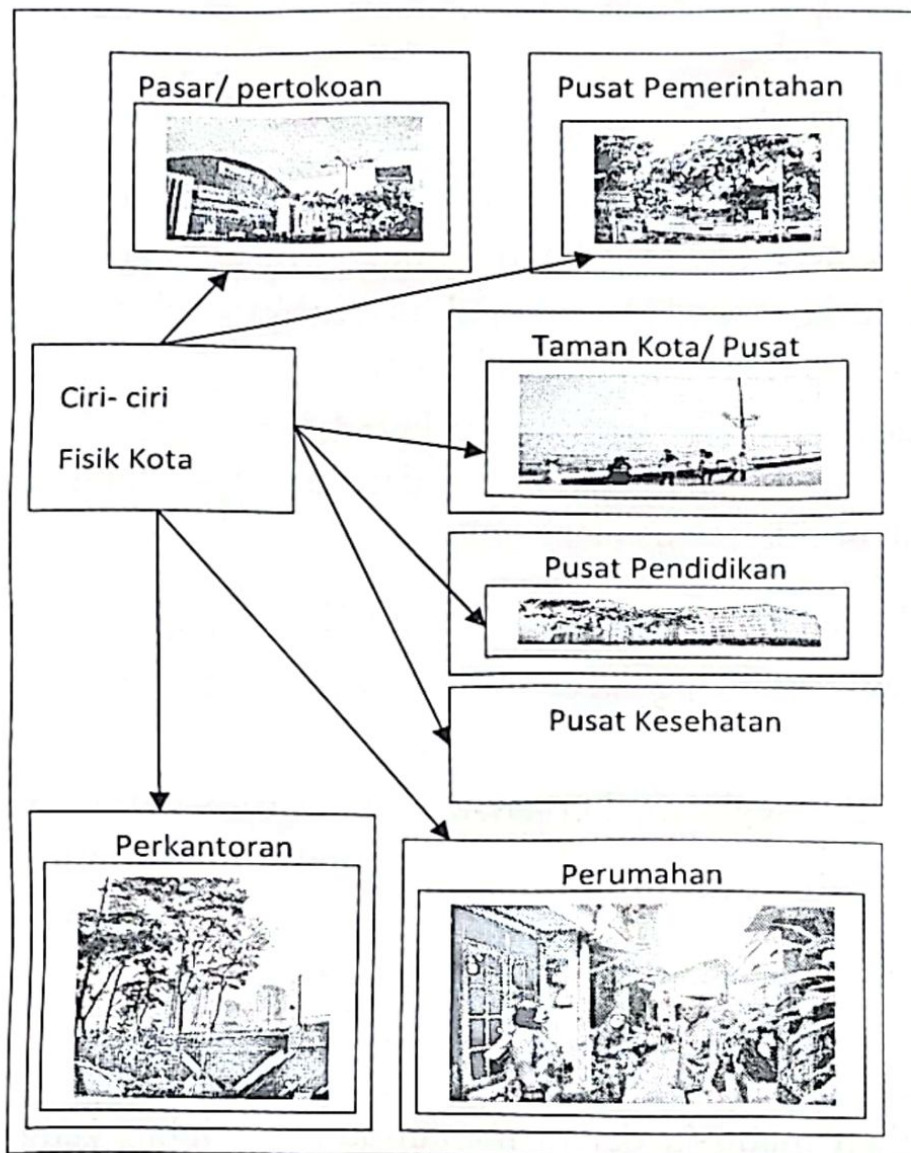 Pasar/ pertokoan
Pusat Pemerintahan
Ciri- ciri
Fisik Kota
Taman Kota/ Pusat
Pusat Pendidikan
Pusat Kesehatan
Perkantoran
Perumahan